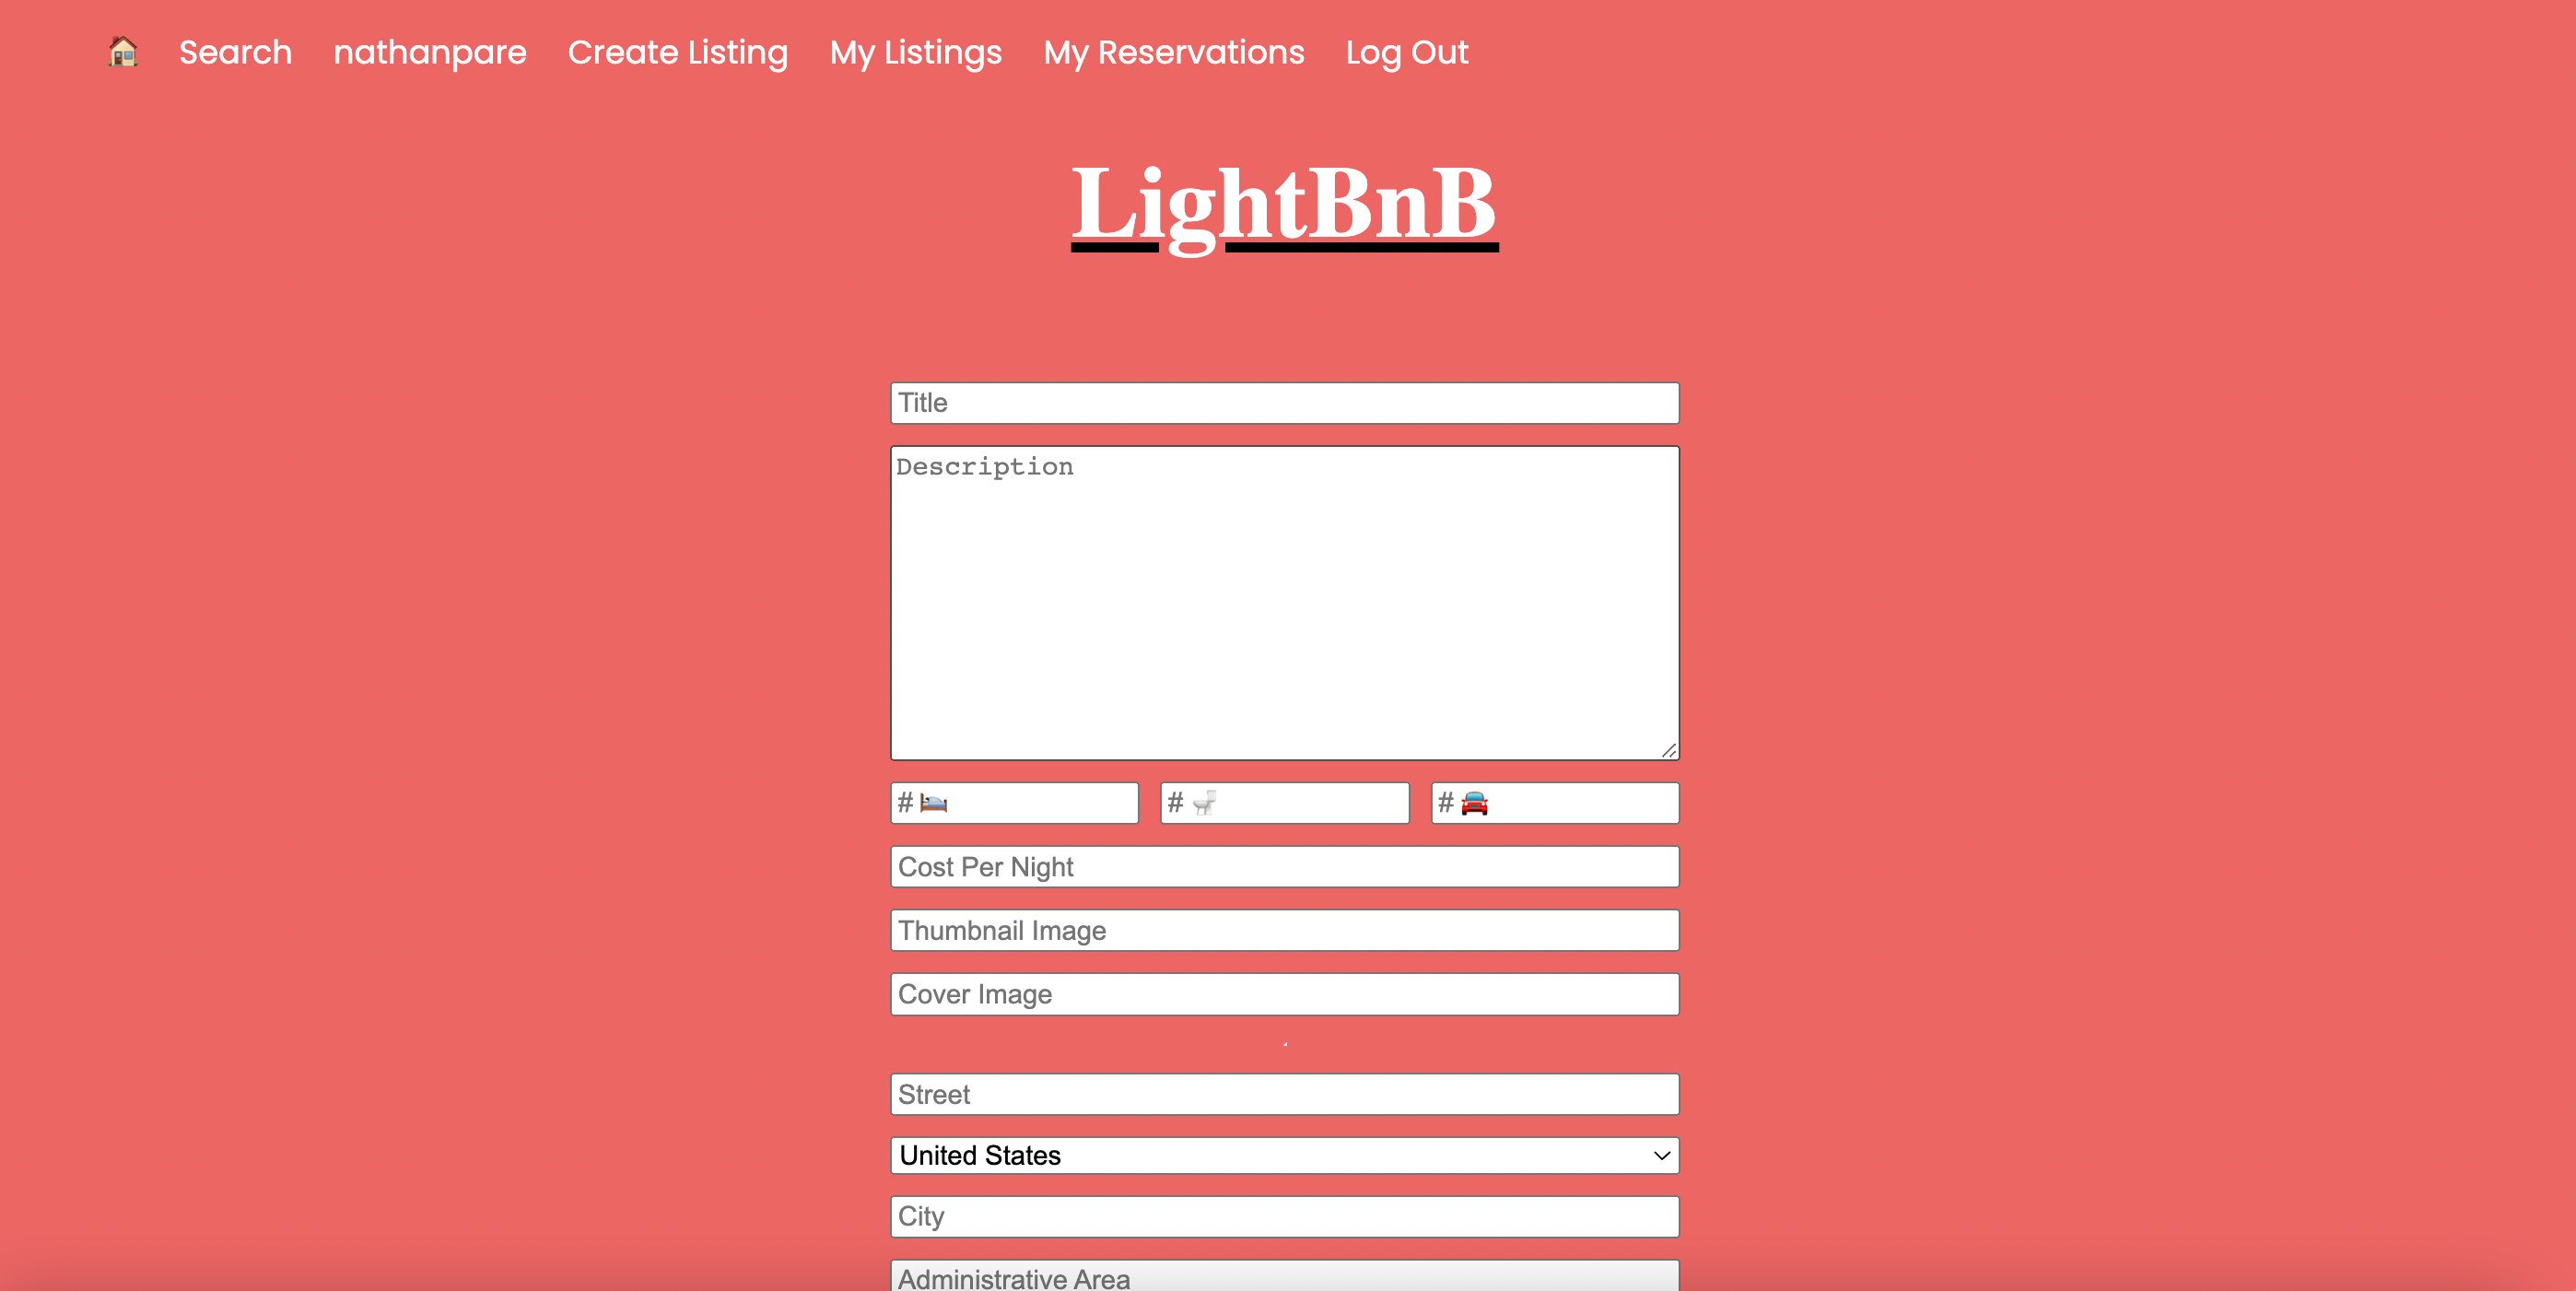 🏠 Search nathanpare Create Listing My Listings My Reservations Log Out
LightBnB
Title
Description
# 🛌 # 🚽 # 🚘
Cost Per Night
Thumbnail Image
Cover Image
Street
United States
City
Administrative Area